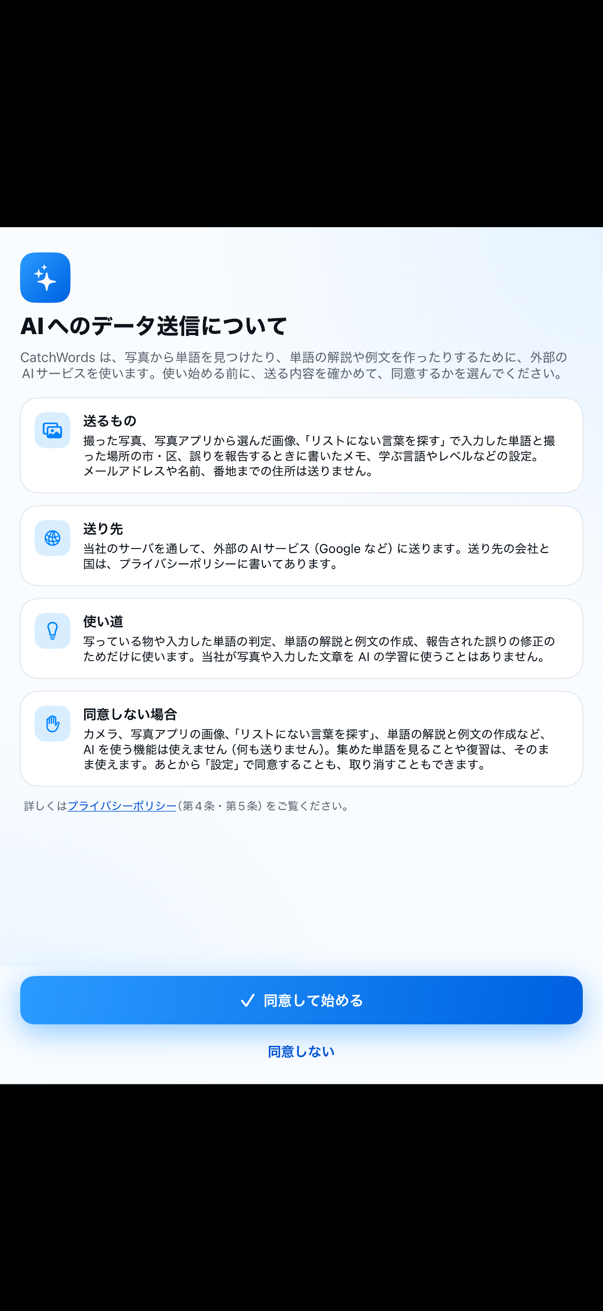 AIへのデータ送信について
CatchWords は、写真から単語を見つけたり、単語の解説や例文を作ったりするために、外部の
AIサービスを使います。使い始める前に、送る内容を確かめて、同意するかを選んでください。
送るもの
撮った写真、写真アプリから選んだ画像、「リストにない言葉を探す」で入力した単語と撮
った場所の市・区、誤りを報告するときに書いたメモ、学ぶ言語やレベルなどの設定。
メールアドレスや名前、番地までの住所は送りません。
送り先
当社のサーバを通して、外部のAIサービス（Google など）に送ります。送り先の会社と
国は、プライバシーポリシーに書いてあります。
使い道
写っている物や入力した単語の判定、単語の解説と例文の作成、報告された誤りの修正の
ためだけに使います。当社が写真や入力した文章を AI の学習に使うことはありません。
同意しない場合
カメラ、写真アプリの画像、「リストにない言葉を探す」、単語の解説と例文の作成など、
AI を使う機能は使えません（何も送りません）。集めた単語を見ることや復習は、そのま
ま使えます。あとから「設定」で同意することも、取り消すこともできます。
詳しくはプライバシーポリシー（第4条・第5条）をご覧ください。
同意して始める
同意しない